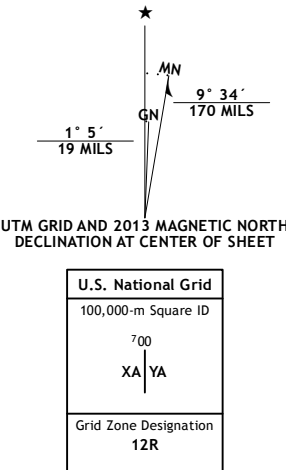 ★
MN
GN
9° 34´
170 MILS
1° 5´
19 MILS
UTM GRID AND 2013 MAGNETIC NORTH
DECLINATION AT CENTER OF SHEET
U.S. National Grid
100,000-m Square ID
⁷00
XA YA
Grid Zone Designation
12R